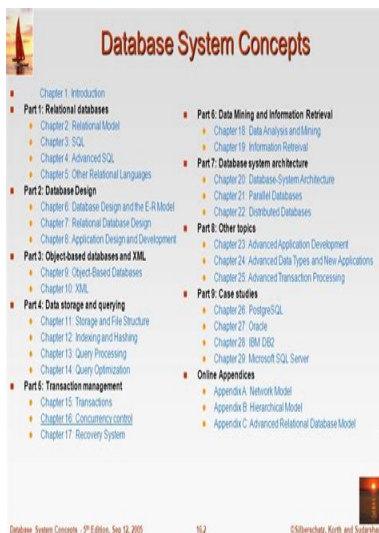 Database System Concepts
Chapter 1: Introduction
Part 1: Relational databases
Chapter 2: Relational Model
Chapter 3: SQL
Chapter 4: Advanced SQL
Chapter 5: Other Relational Languages
Part 2: Database Design
Chapter 6: Database Design and the E-R Model
Chapter 7: Relational Database Design
Chapter 8: Application Design and Development
Part 3: Object-based databases and XML
Chapter 9: Object-Based Databases
Chapter 10: XML
Part 4: Data storage and querying
Chapter 11: Storage and File Structure
Chapter 12: Indexing and Hashing
Chapter 13: Query Processing
Chapter 14: Query Optimization
Part 5: Transaction management
Chapter 15: Transactions
Chapter 16: Concurrency control
Chapter 17: Recovery System
Part 6: Data Mining and Information Retrieval
Chapter 18: Data Analysis and Mining
Chapter 19: Information Retreival
Part 7: Database system architecture
Chapter 20: Database-System Architecture
Chapter 21: Parallel Databases
Chapter 22: Distributed Databases
Part 8: Other topics
Chapter 23: Advanced Application Development
Chapter 24: Advanced Data Types and New Applications
Chapter 25: Advanced Transaction Processing
Part 9: Case studies
Chapter 26: PostgreSQL
Chapter 27: Oracle
Chapter 28: IBM DB2
Chapter 29: Microsoft SQL Server
Online Appendices
Appendix A: Network Model
Appendix B: Hierarchical Model
Appendix C: Advanced Relational Database Model
Database System Concepts - 5th Edition, Sep 12, 2005
16.2
©Silberschatz, Korth and Sudarshan